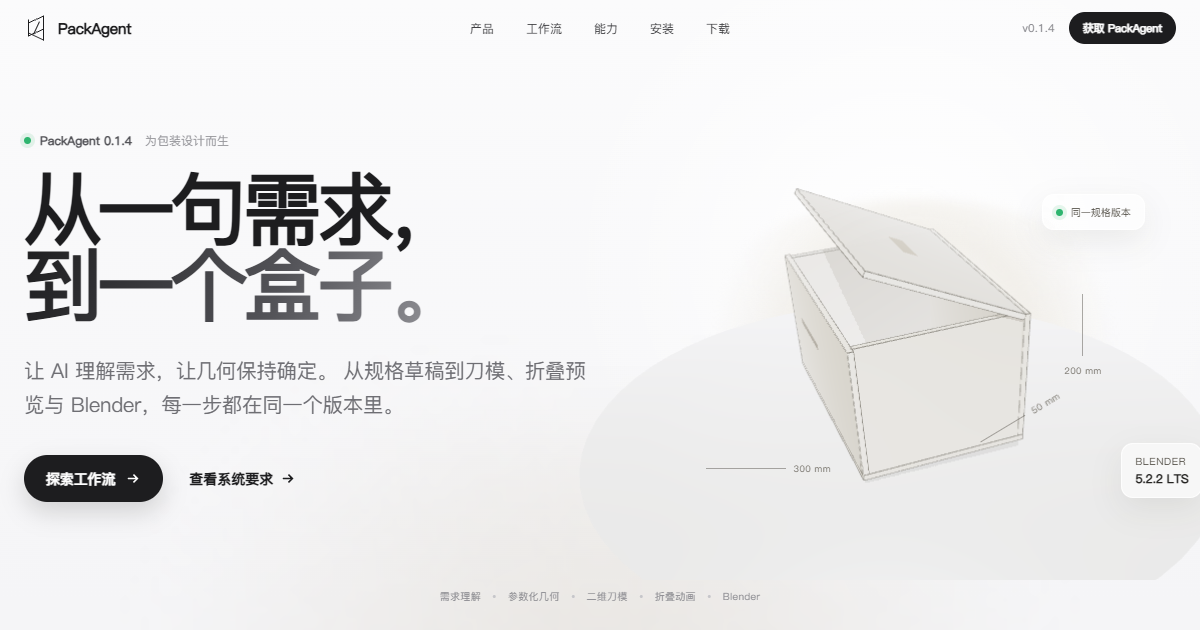 PackAgent
产品 工作流 能力 安装 下载
v0.1.4 获取 PackAgent
PackAgent 0.1.4 为包装设计而生
从一句需求，
到一个盒子。
让 AI 理解需求，让几何保持确定。 从规格草稿到刀模、折叠预
览与 Blender，每一步都在同一个版本里。
探索工作流 →
查看系统要求 →
同一规格版本
200 mm
50 mm
300 mm
BLENDER
5.2.2 LTS
需求理解 • 参数化几何 • 二维刀模 • 折叠动画 • Blender